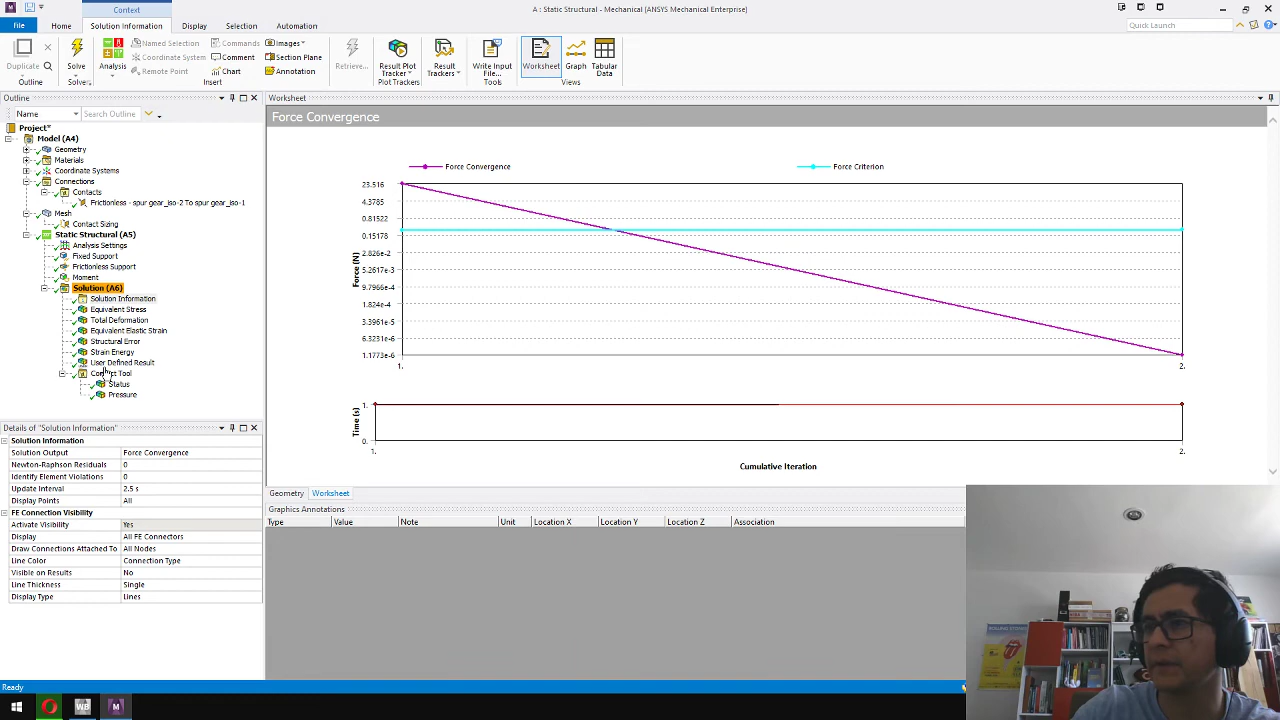 Context
A : Static Structural - Mechanical [ANSYS Mechanical Enterprise]
File
Home
Solution Information
Display
Selection
Automation
Quick Launch
Duplicate
Outline
Solve
Solver
Analysis
Named Selection
Coordinate System
Remote Point
Commands
Comment
Chart
Images
Section Plane
Annotation
Insert
Retrieve...
Result Plot Tracker
Plot Trackers
Result Trackers
Write Input File...
Tools
Worksheet
Graph
Tabular Data
Views
Outline
Name
Search Outline
Project*
Model (A4)
Geometry
Materials
Coordinate Systems
Connections
Contacts
Frictionless - spur gear_iso-2 To spur gear_iso-1
Mesh
Contact Sizing
Static Structural (A5)
Analysis Settings
Fixed Support
Frictionless Support
Moment
Solution (A6)
Solution Information
Equivalent Stress
Total Deformation
Equivalent Elastic Strain
Structural Error
Strain Energy
User Defined Result
Contact Tool
Status
Pressure
Details of "Solution Information"
Solution Information
Solution Output Force Convergence
Newton-Raphson Residuals 0
Identify Element Violations 0
Update Interval 2.5 s
Display Points All
FE Connection Visibility
Activate Visibility Yes
Display All FE Connectors
Draw Connections Attached To All Nodes
Line Color Connection Type
Visible on Results No
Line Thickness Single
Display Type Lines
Worksheet
Force Convergence
Force Convergence
Force Criterion
Force (N)
23.516
4.3785
0.81522
0.15178
2.826e-2
5.2617e-3
9.7966e-4
1.824e-4
3.3961e-5
6.3231e-6
1.1773e-6
1.
2.
Time (s)
1.
0.
1.
2.
Cumulative Iteration
Geometry
Worksheet
Graphics Annotations
Type Value Note Unit Location X Location Y Location Z Association
Ready
WB
M